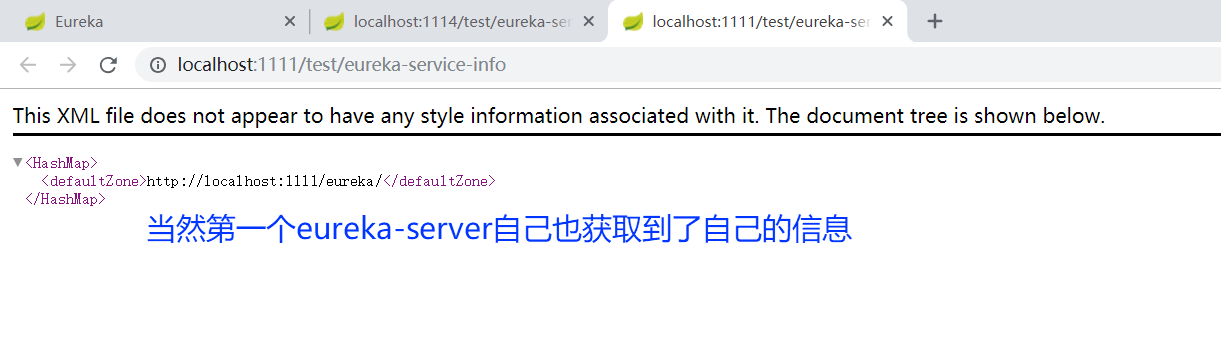 Eureka
localhost:1114/test/eureka-ser
localhost:1111/test/eureka-ser
localhost:1111/test/eureka-service-info
This XML file does not appear to have any style information associated with it. The document tree is shown below.
<HashMap>
<defaultZone>http://localhost:1111/eureka/</defaultZone>
</HashMap>
当然第一个eureka-server自己也获取到了自己的信息